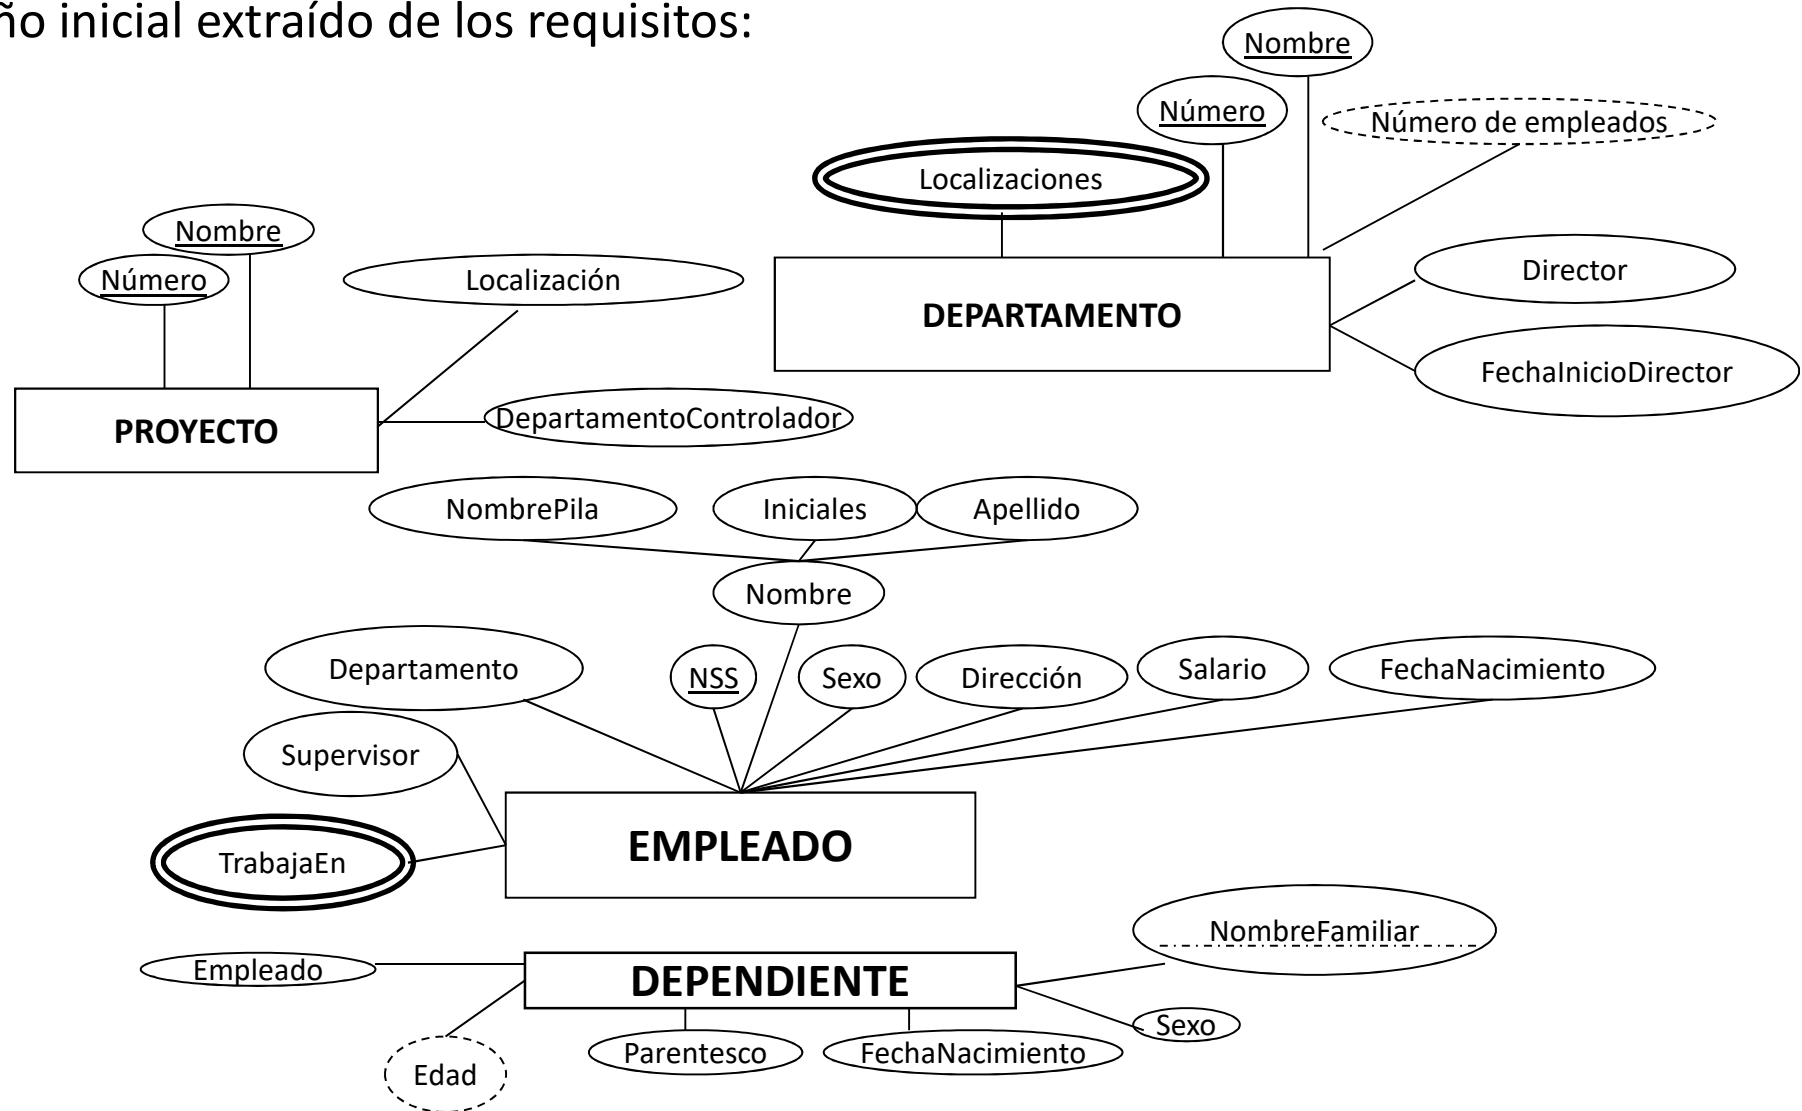 ño inicial extraído de los requisitos:
Nombre
Número
Número de empleados
Localizaciones
Nombre
Número
Localización
Director
DEPARTAMENTO
FechaInicioDirector
PROYECTO
DepartamentoControlador
NombrePila
Iniciales
Apellido
Nombre
Departamento
NSS
Sexo
Dirección
Salario
FechaNacimiento
Supervisor
EMPLEADO
TrabajaEn
NombreFamiliar
Empleado
DEPENDIENTE
Sexo
Parentesco
FechaNacimiento
Edad